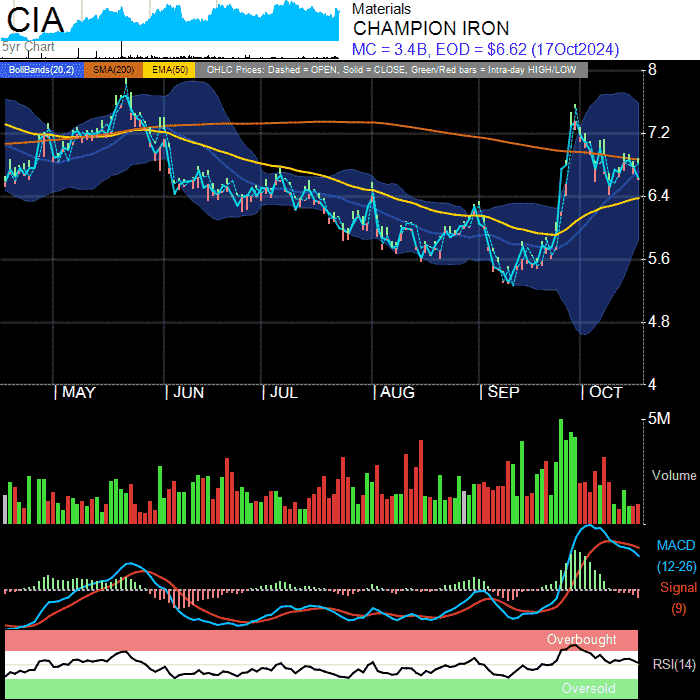 CIA
5yr Chart
Materials
CHAMPION IRON
MC = 3.4B, EOD = $6.62 (17Oct2024)
BollBands(20,2) SMA(200) EMA(50) OHLC Prices: Dashed = OPEN, Solid = CLOSE, Green/Red bars = Intra-day HIGH/LOW
8
7.2
6.4
5.6
4.8
4
| MAY | JUN | JUL | AUG | SEP | OCT
5M
Volume
MACD
(12-26)
Signal
(9)
Overbought
RSI(14)
Oversold